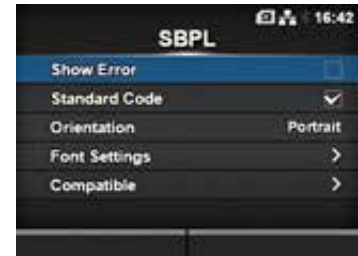 16:42
SBPL
Show Error
Standard Code
Orientation Portrait
Font Settings >
Compatible >